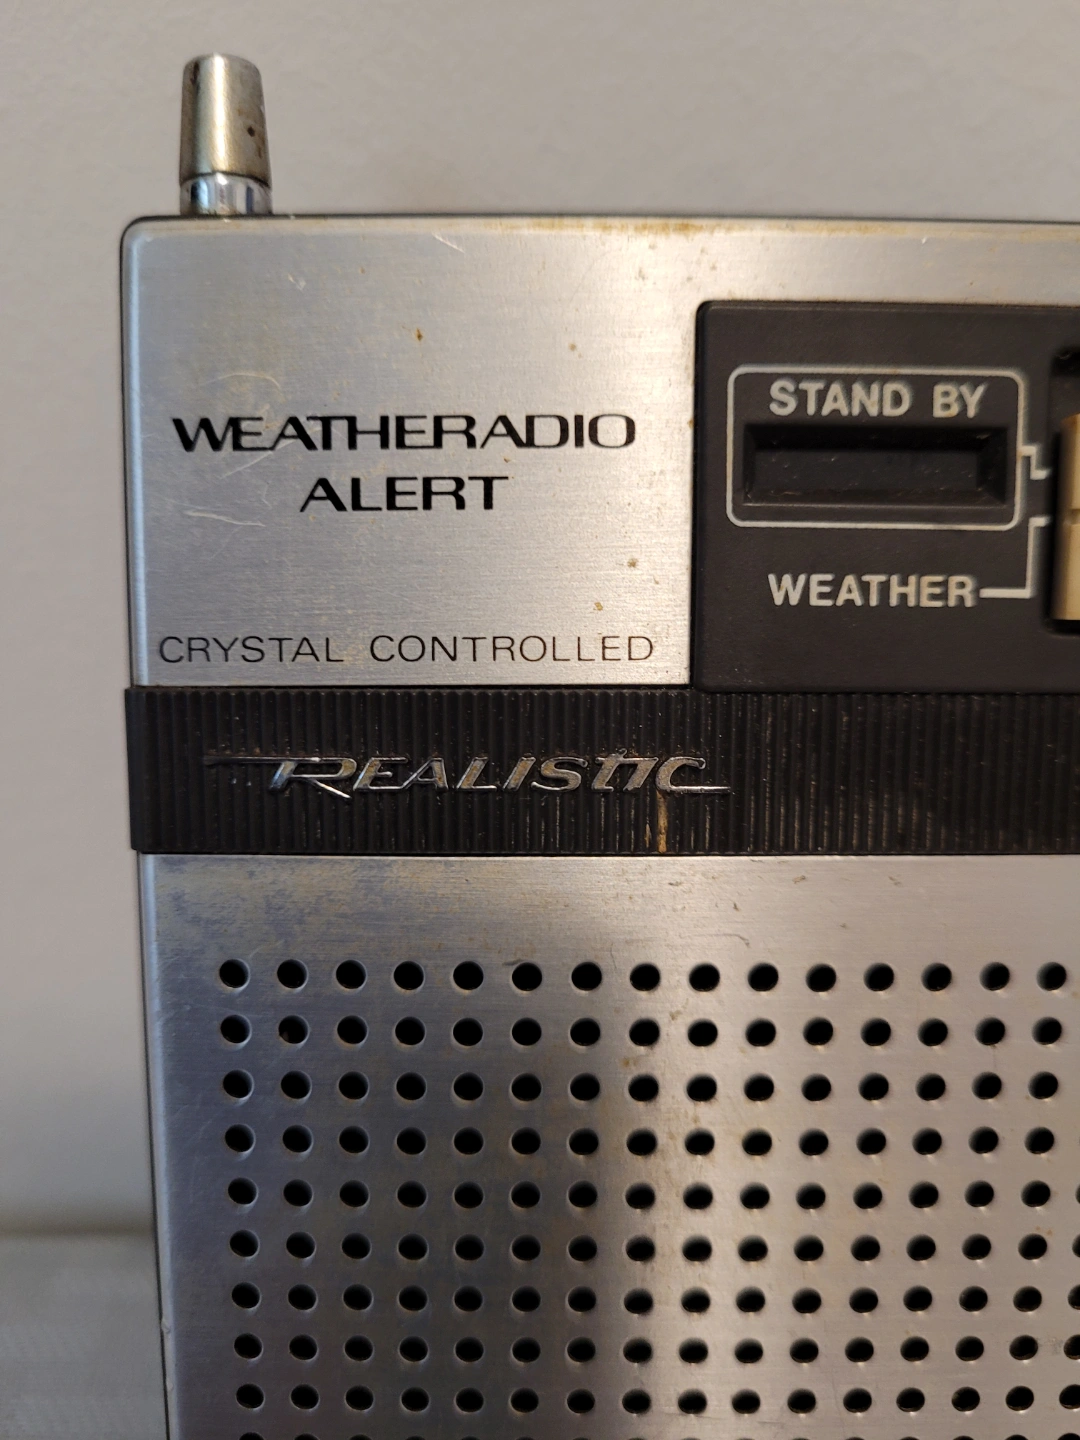 WEATHERADIO
ALERT
STAND BY
WEATHER
CRYSTAL CONTROLLED
REALISTIC